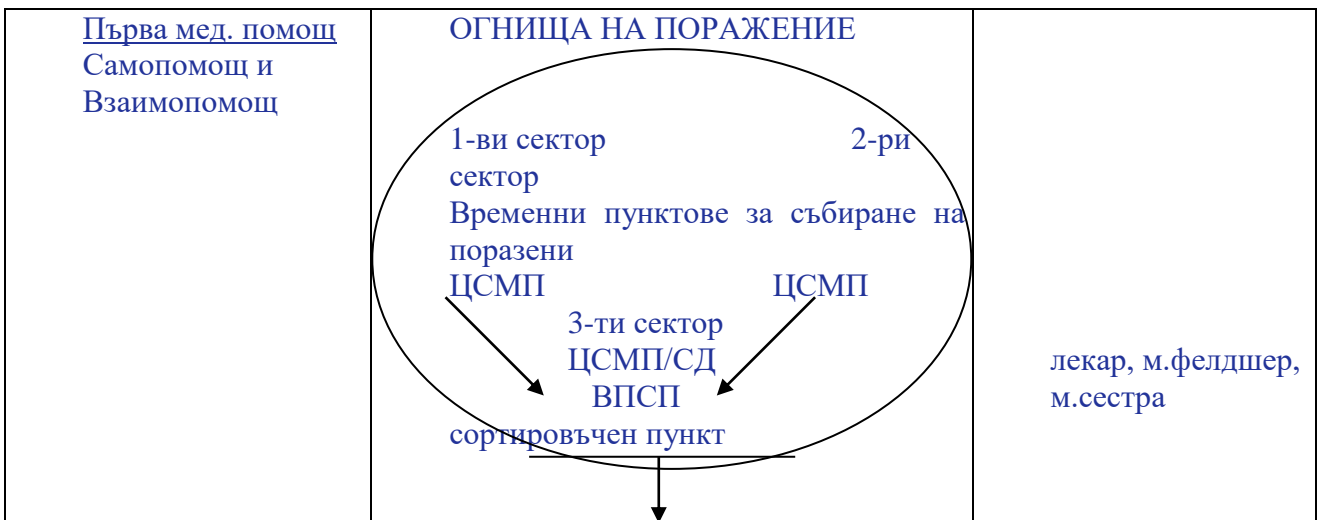 Първа мед. помощ
Самопомощ и
Взаимопомощ
ОГНИЩА НА ПОРАЖЕНИЕ
1-ви сектор 2-ри
сектор
Временни пунктове за събиране на
поразени
ЦСМП ЦСМП
3-ти сектор
ЦСМП/СД
ВПСП
сортировъчен пункт
лекар, м.фелдшер,
м.сестра